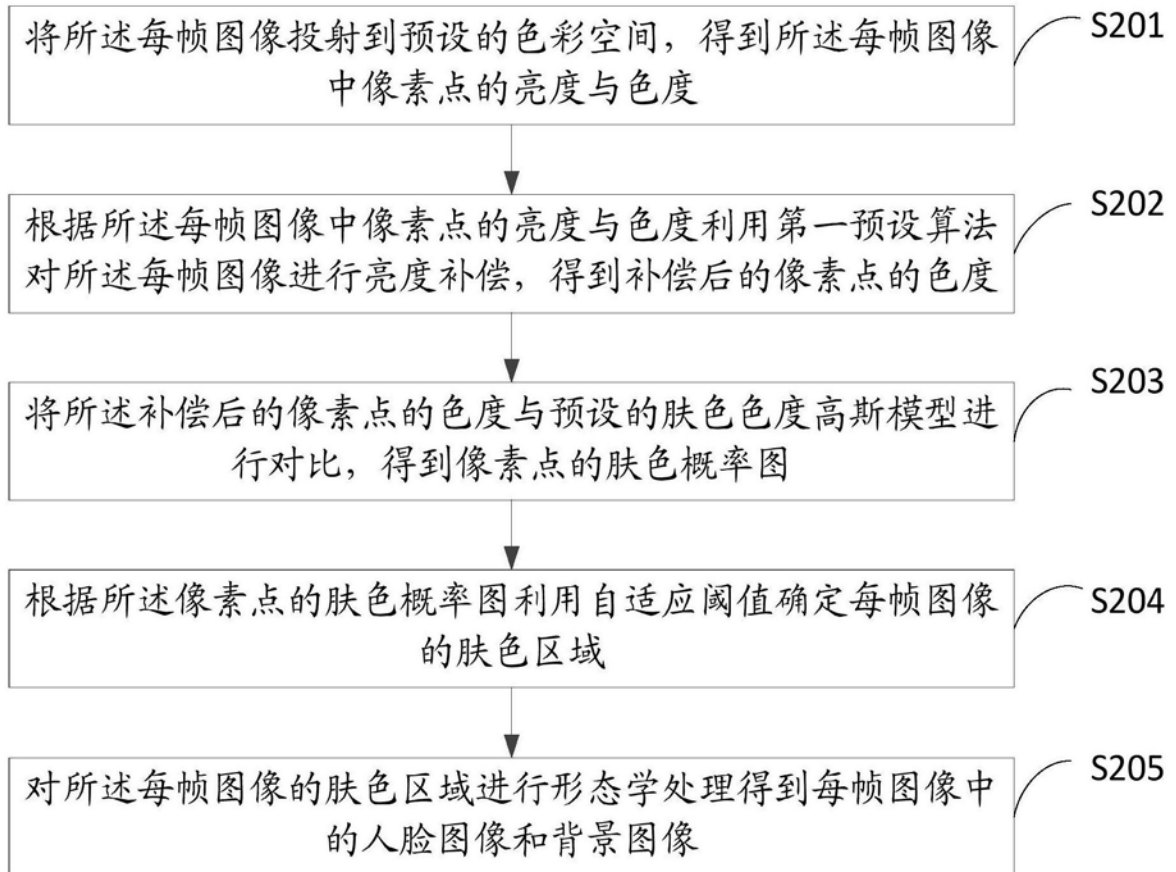 将所述每帧图像投射到预设的色彩空间，得到所述每帧图像
中像素点的亮度与色度
S201
根据所述每帧图像中像素点的亮度与色度利用第一预设算法
对所述每帧图像进行亮度补偿，得到补偿后的像素点的色度
S202
将所述补偿后的像素点的色度与预设的肤色色度高斯模型进
行对比，得到像素点的肤色概率图
S203
根据所述像素点的肤色概率图利用自适应阈值确定每帧图像
的肤色区域
S204
对所述每帧图像的肤色区域进行形态学处理得到每帧图像中
的人脸图像和背景图像
S205